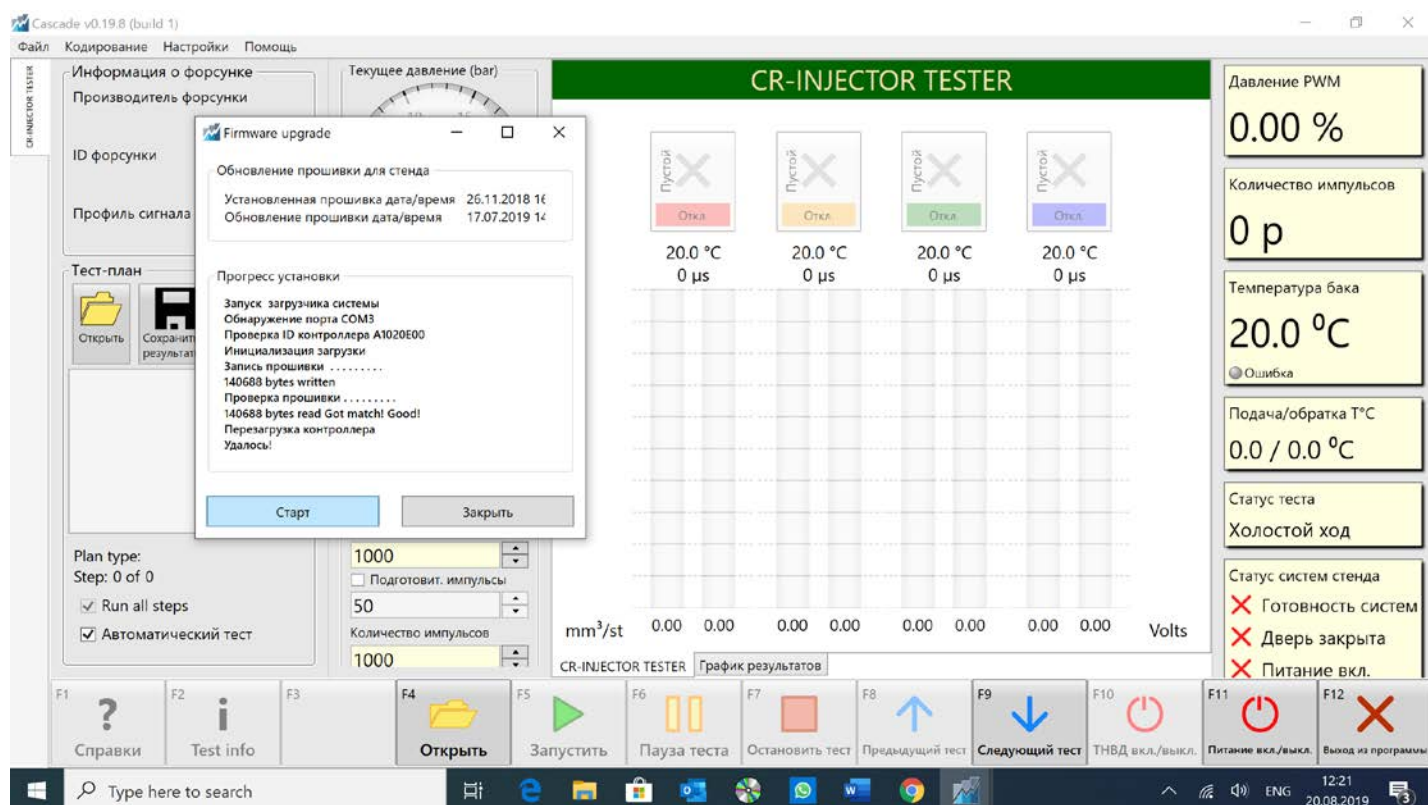 Cascade v0.19.8 (build 1)
Файл Кодирование Настройки Помощь
CR-INJECTOR TESTER
Информация о форсунке
Производитель форсунки
ID форсунки
Профиль сигнала
Текущее давление (bar)
Firmware upgrade
Обновление прошивки для стенда
Установленная прошивка дата/время 26.11.2018 16
Обновление прошивки дата/время 17.07.2019 14
Прогресс установки
Запуск загрузчика системы
Обнаружение порта COM3
Проверка ID контроллера A1020E00
Инициализация загрузки
Запись прошивки . . . . . . . . .
140688 bytes written
Проверка прошивки . . . . . . . . .
140688 bytes read Got match! Good!
Перезагрузка контроллера
Удалось!
Старт Закрыть
Тест-план
Открыть
Plan type:
Step: 0 of 0
Run all steps
Автоматический тест
1000
Подготовит. импульсы
50
Количество импульсов
1000
CR-INJECTOR TESTER
Пустой Пустой Пустой Пустой
Откл Откл Откл Откл
20.0 °C 20.0 °C 20.0 °C 20.0 °C
0 µs 0 µs 0 µs 0 µs
mm³/st 0.00 0.00 0.00 0.00 0.00 0.00 0.00 0.00 Volts
CR-INJECTOR TESTER График результатов
Давление PWM
0.00 %
Количество импульсов
0 p
Температура бака
20.0 ⁰C
Ошибка
Подача/обратка T°C
0.0 / 0.0 ⁰C
Статус теста
Холостой ход
Статус систем стенда
Готовность систем
Дверь закрыта
Питание вкл.
F1 Справки
F2 Test info
F3
F4 Открыть
F5 Запустить
F6 Пауза теста
F7 Остановить тест
F8 Предыдущий тест
F9 Следующий тест
F10 ТНВД вкл./выкл.
F11 Питание вкл./выкл.
F12 Выход из программы
Type here to search
ENG
12:21
20.08.2019
3